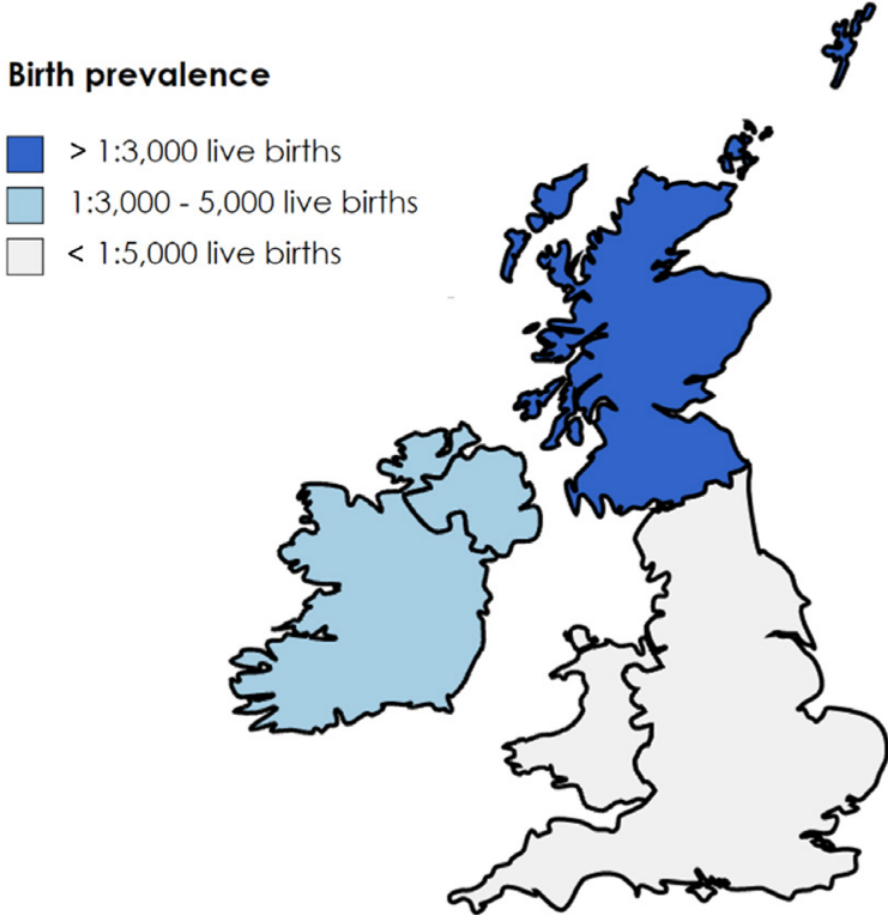 Birth prevalence
> 1:3,000 live births
1:3,000 - 5,000 live births
< 1:5,000 live births